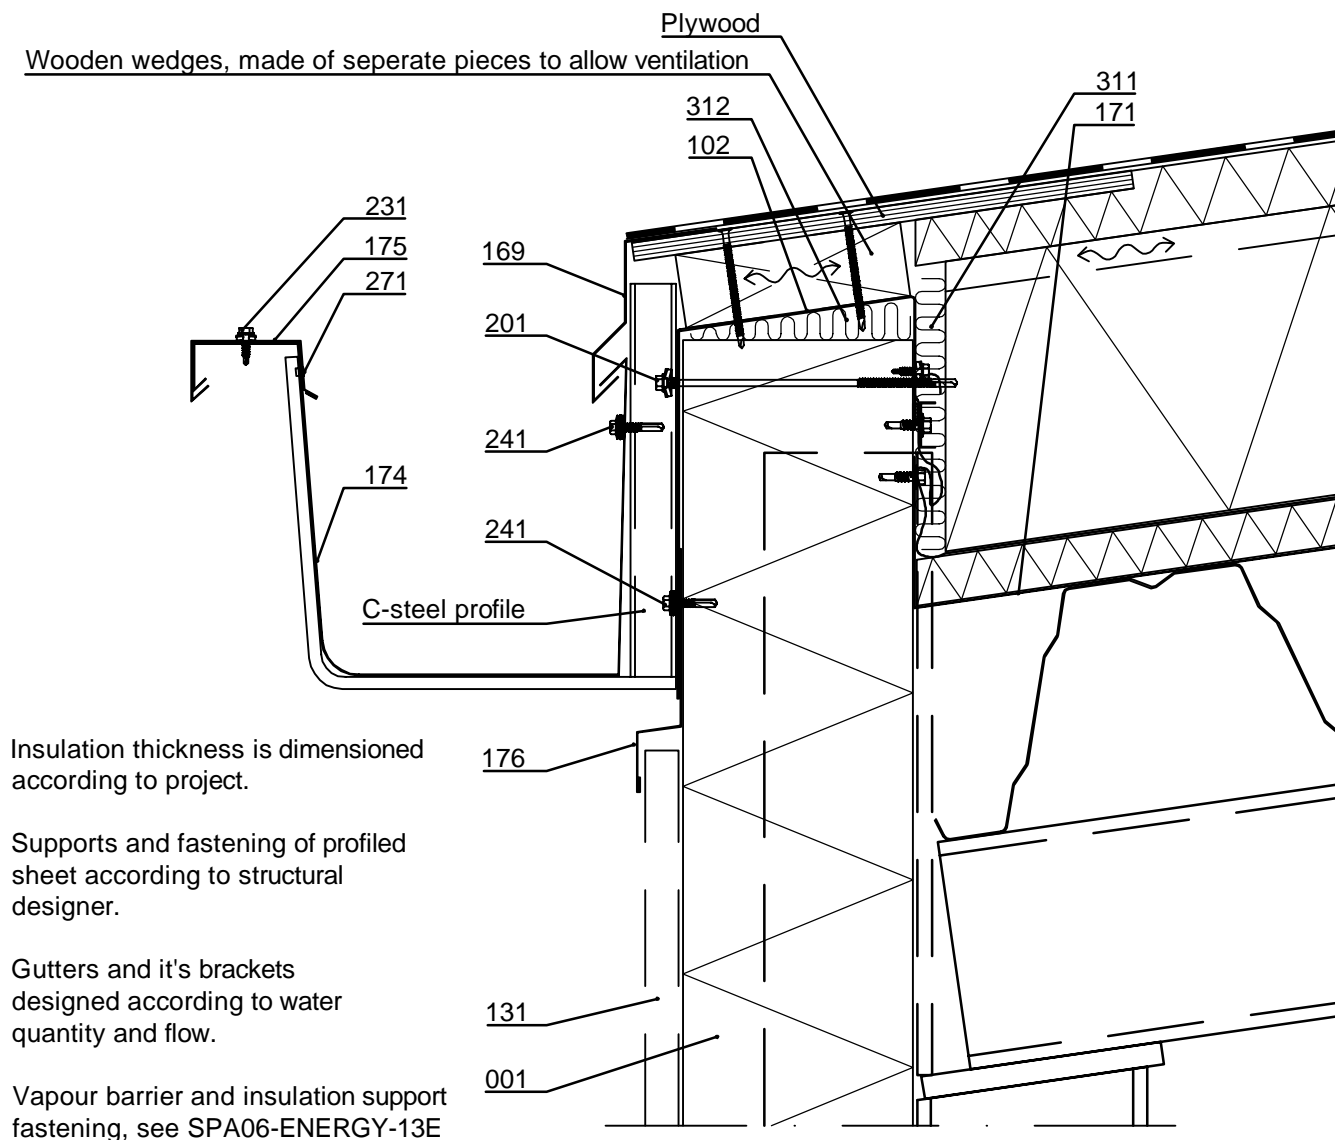 Plywood
Wooden wedges, made of seperate pieces to allow ventilation
311
312
171
102
231
175
169
271
201
241
174
241
C-steel profile
Insulation thickness is dimensioned
according to project.
176
Supports and fastening of profiled
sheet according to structural
designer.
Gutters and it's brackets
designed according to water
quantity and flow.
131
001
Vapour barrier and insulation support
fastening, see SPA06-ENERGY-13E